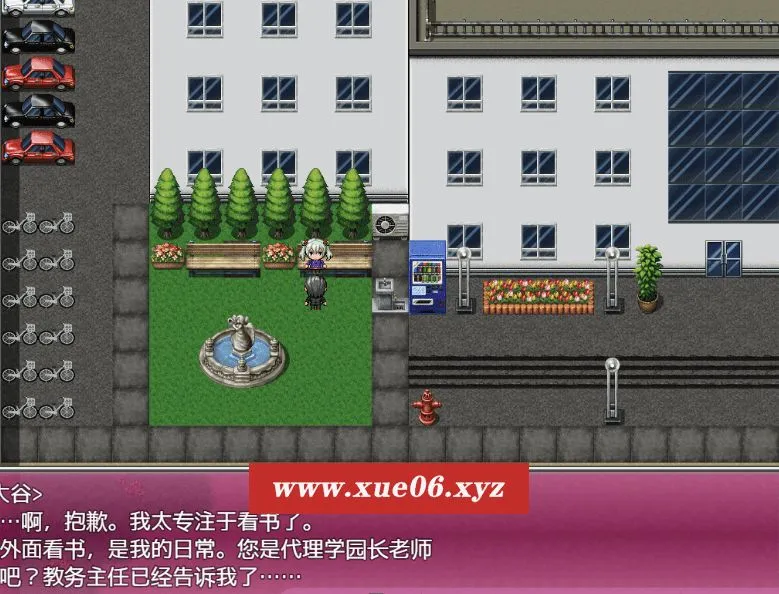 www.xue06.xyz
大谷>
…啊，抱歉。我太专注于看书了。
外面看书，是我的日常。您是代理学园长老师
吧？教务主任已经告诉我了……